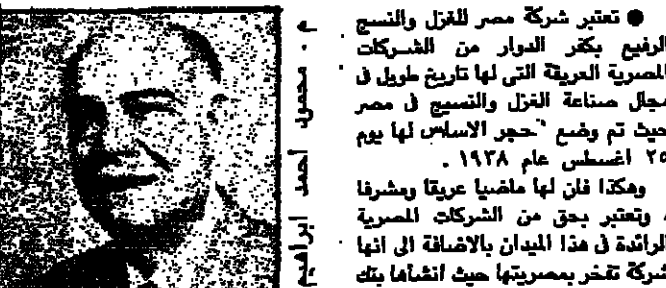 ● تعتبر شركة مصر للغزل والنسج
الرفيع بكفر الدوار من الشركات
المصرية العريقة التى لها تاريخ طويل فى
مجال صناعة الغزل والنسيج فى مصر
حيث تم وضع حجر الاساس لها يوم
٢٥ اغسطس عام ١٩٣٨ .
وهكذا فان لها ماضيا عريقا ومشرفا
، وتعتبر بحق من الشركات المصرية
الرائدة فى هذا الميدان بالاضافة الى انها
شركة تفخر بمصريتها حيث انشاها بنك
م . محمود احمد ابراهيم